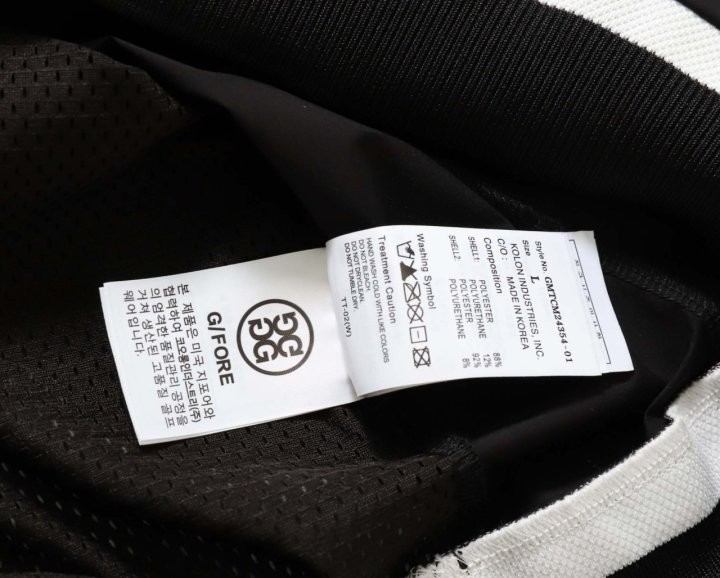 Style No. GMTCM24354-01
Size L
KOLON INDUSTRIES, INC.
C/O : MADE IN KOREA
Composition
SHELL1: POLYESTER 88%
POLYURETHANE 12%
SHELL2: POLYESTER 92%
POLYURETHANE 8%
Washing Symbol
Treatment Caution
HAND WASH COLD WITH LIKE COLORS
DO NOT BLEACH.
DO NOT DRYCLEAN.
DO NOT TUMBLE DRY.
TT-02(W)
G/FORE
본 제품은 미국 지포어와
협력하여 코오롱인더스트리(주)
의 엄격한 품질관리 공정을
거쳐 생산된 고품질 골프
웨어입니다.